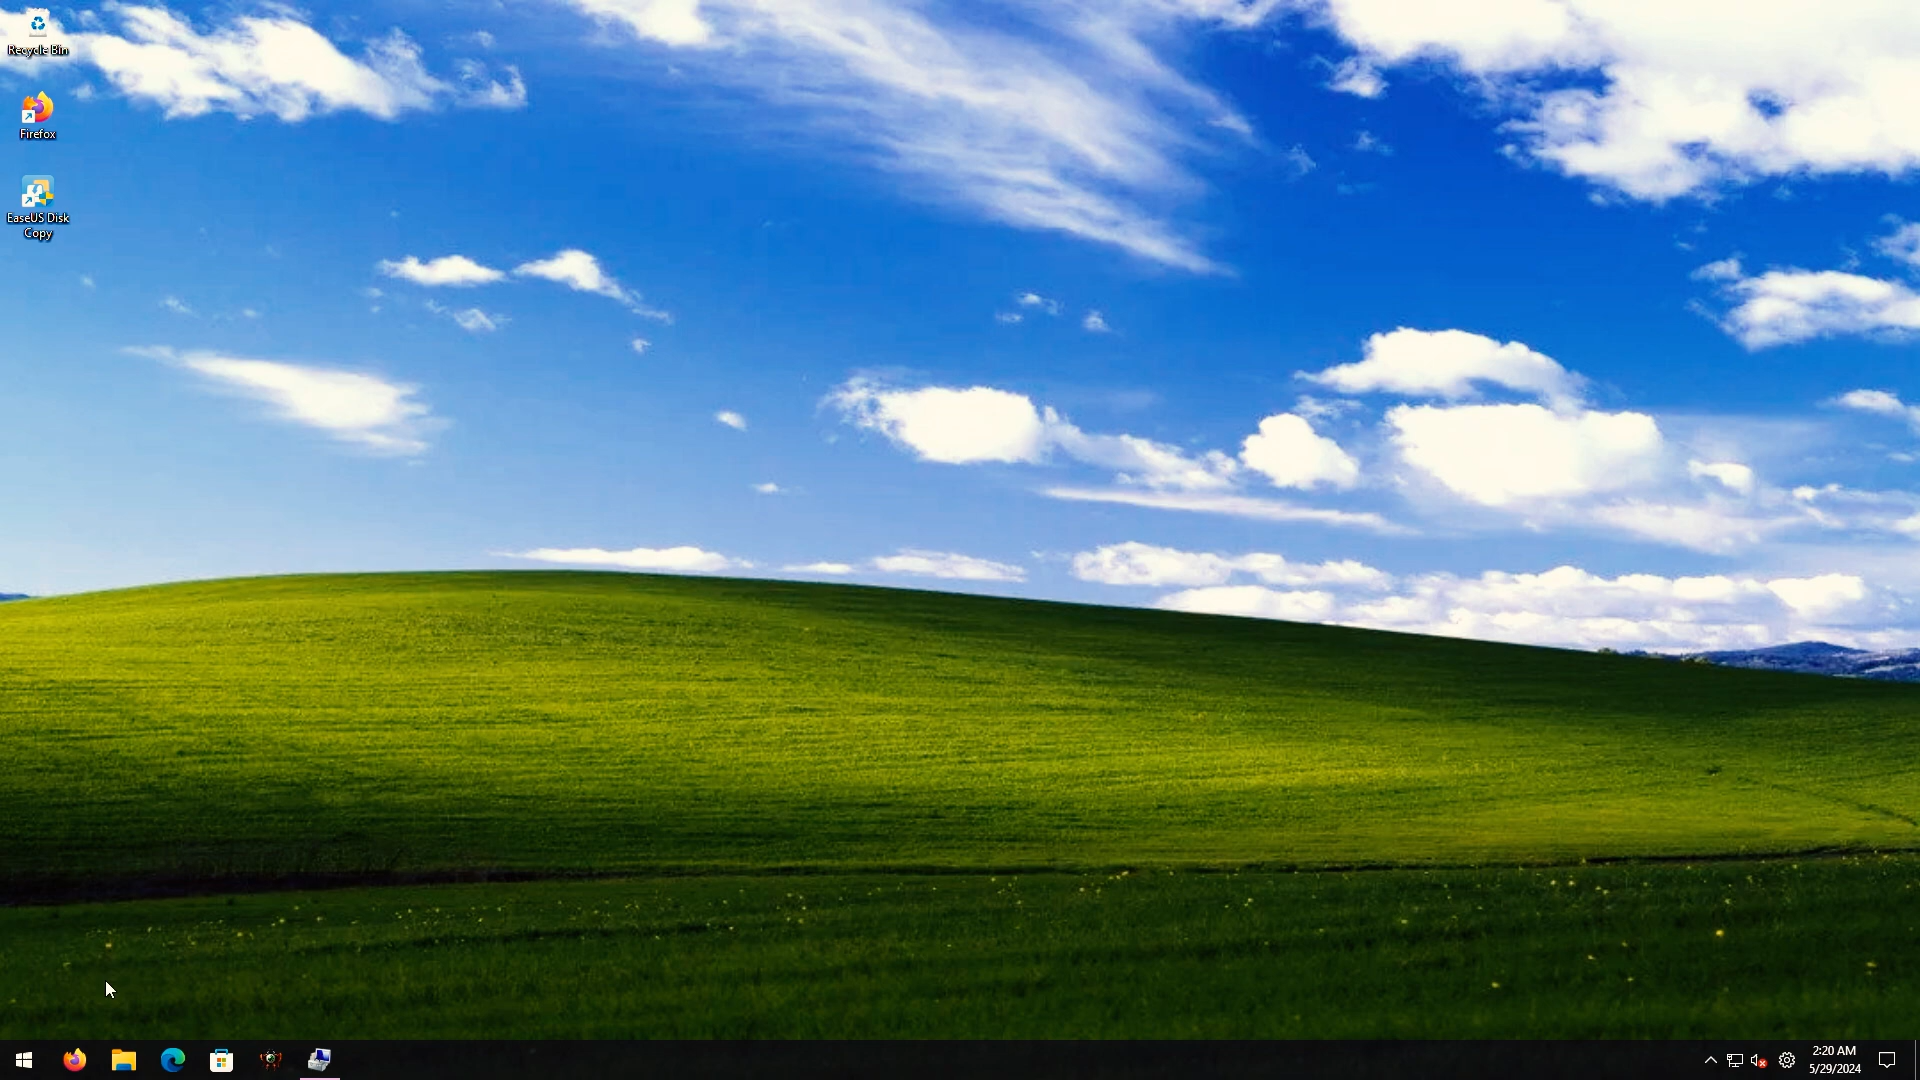 Recycle Bin
Firefox
EaseUS Disk
Copy
2:20 AM
5/29/2024